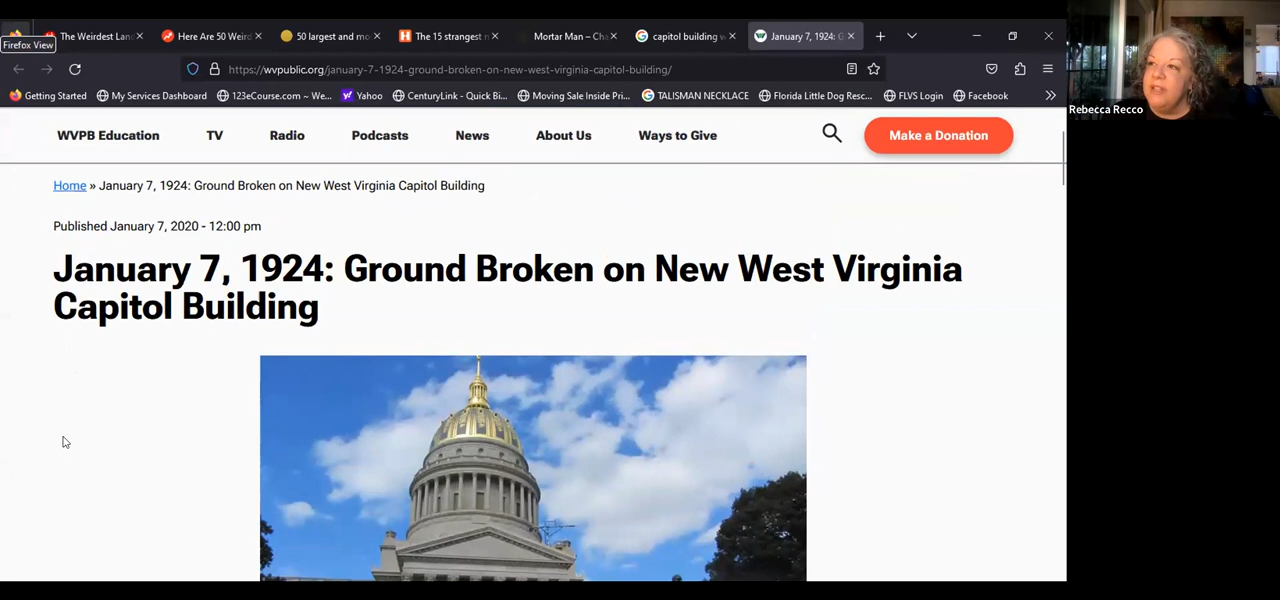 The Weirdest Lan
Here Are 50 Weird
50 largest and mo
The 15 strangest n
Mortar Man – Cha
capitol building w
January 7, 1924: G
Firefox View
https://wvpublic.org/january-7-1924-ground-broken-on-new-west-virginia-capitol-building/
Getting Started
My Services Dashboard
123eCourse.com ~ We...
Yahoo
CenturyLink - Quick Bi...
Moving Sale Inside Pri...
TALISMAN NECKLACE
Florida Little Dog Resc...
FLVS Login
Facebook
Rebecca Recco
WVPB Education
TV
Radio
Podcasts
News
About Us
Ways to Give
Make a Donation
Home » January 7, 1924: Ground Broken on New West Virginia Capitol Building
Published January 7, 2020 - 12:00 pm
January 7, 1924: Ground Broken on New West Virginia
Capitol Building